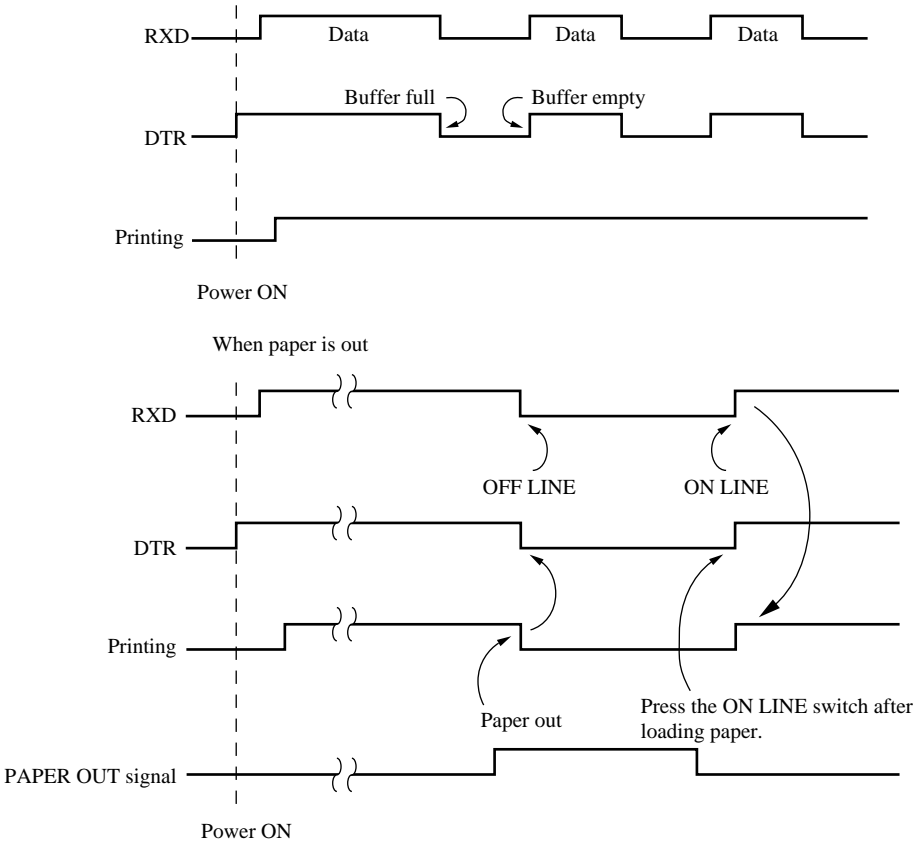 RXD
Data
Data
Data
Buffer full
Buffer empty
DTR
Printing
Power ON
When paper is out
RXD
OFF LINE
ON LINE
DTR
Printing
Paper out
Press the ON LINE switch after
loading paper.
PAPER OUT signal
Power ON